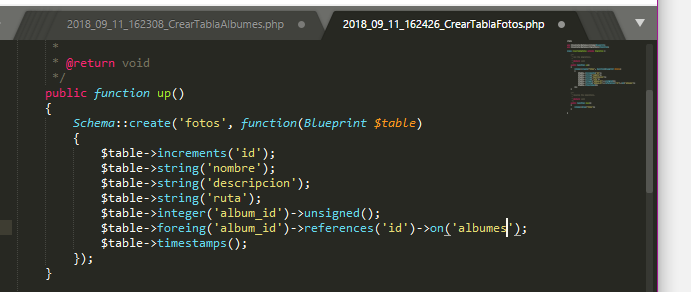 2018_09_11_162308_CrearTablaAlbumes.php
2018_09_11_162426_CrearTablaFotos.php
*
* @return void
*/
public function up()
{
Schema::create('fotos', function(Blueprint $table)
{
$table->increments('id');
$table->string('nombre');
$table->string('descripcion');
$table->string('ruta');
$table->integer('album_id')->unsigned();
$table->foreing('album_id')->references('id')->on('albumes');
$table->timestamps();
});
}